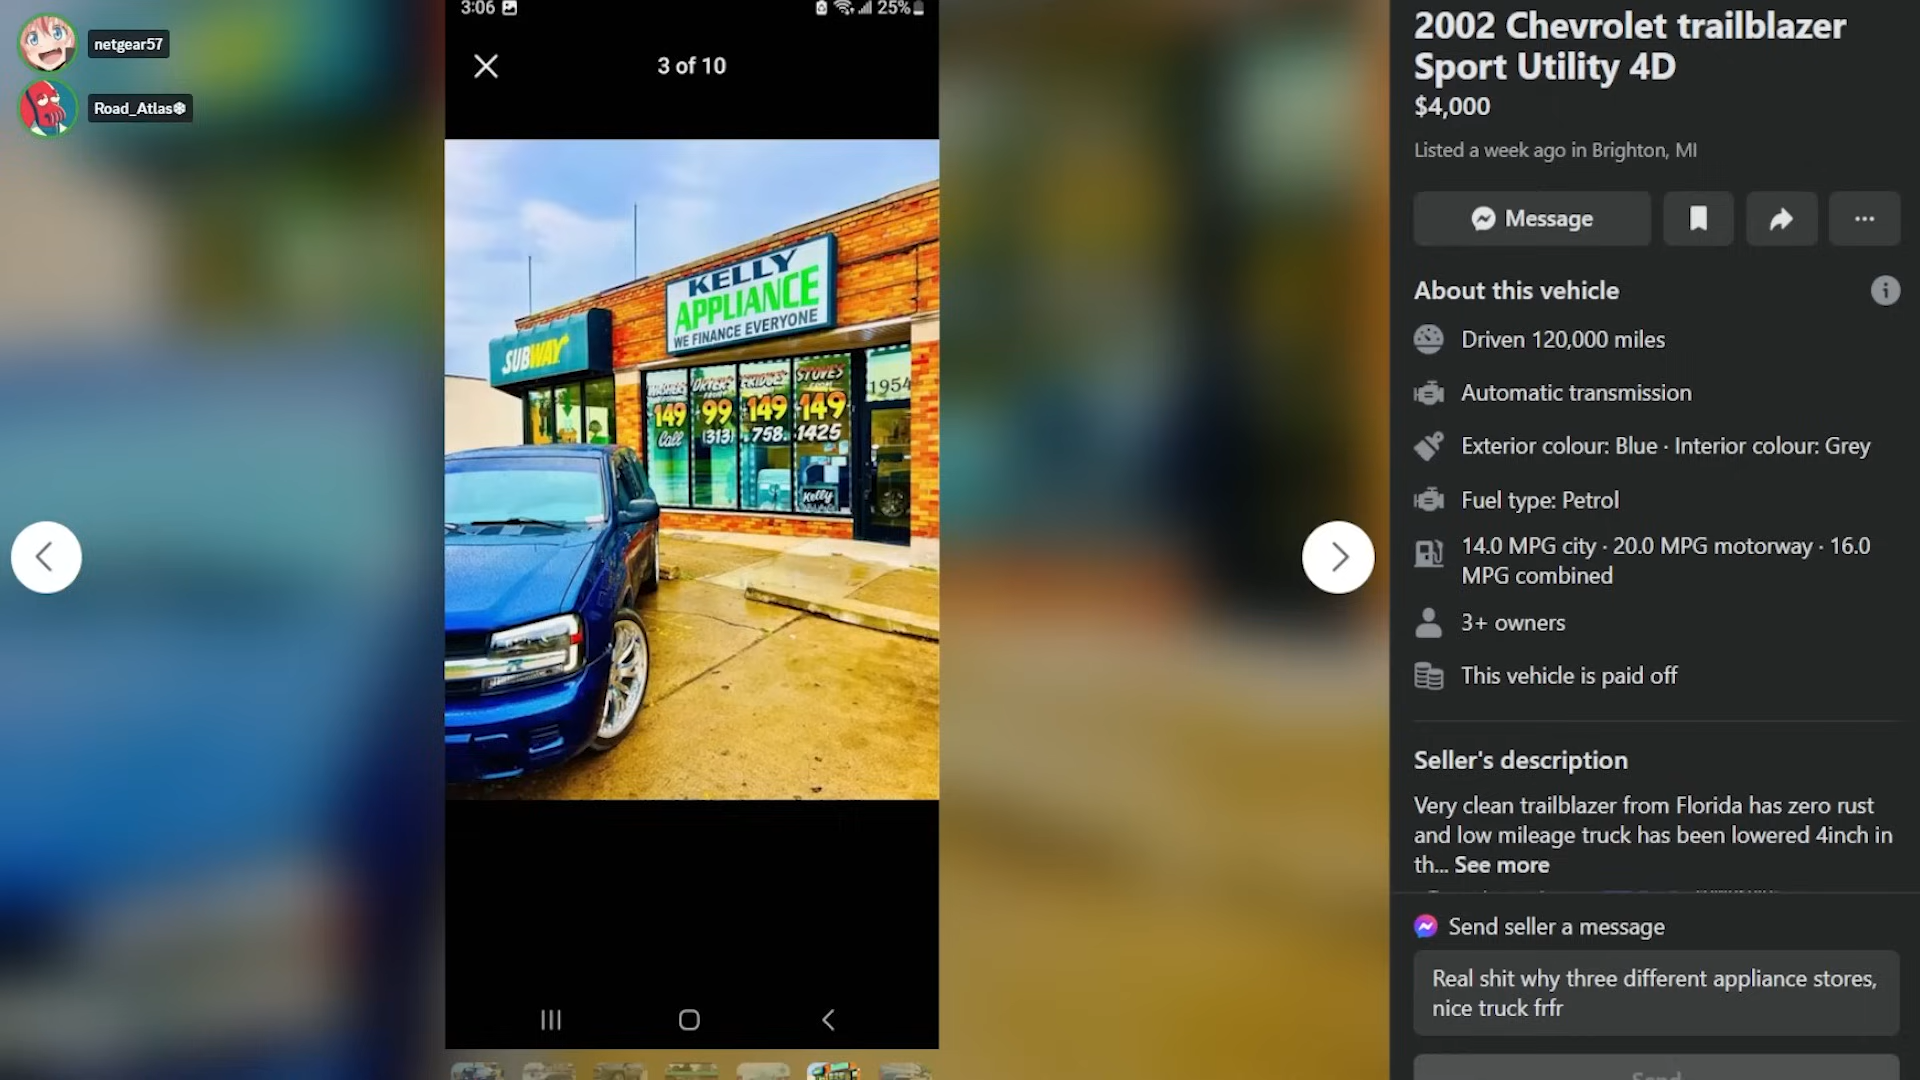 netgear57
Road_Atlas
3:06
25%
3 of 10
KELLY
APPLIANCE
WE FINANCE EVERYONE
SUBWAY
WASHERS DRYERS FRIDGES STOVES
149 99 149 149
Call (313) 758 1425
1954
Kelly
2002 Chevrolet trailblazer
Sport Utility 4D
$4,000
Listed a week ago in Brighton, MI
Message
About this vehicle
Driven 120,000 miles
Automatic transmission
Exterior colour: Blue · Interior colour: Grey
Fuel type: Petrol
14.0 MPG city · 20.0 MPG motorway · 16.0
MPG combined
3+ owners
This vehicle is paid off
Seller's description
Very clean trailblazer from Florida has zero rust
and low mileage truck has been lowered 4inch in
th... See more
Send seller a message
Real shit why three different appliance stores,
nice truck frfr
Send